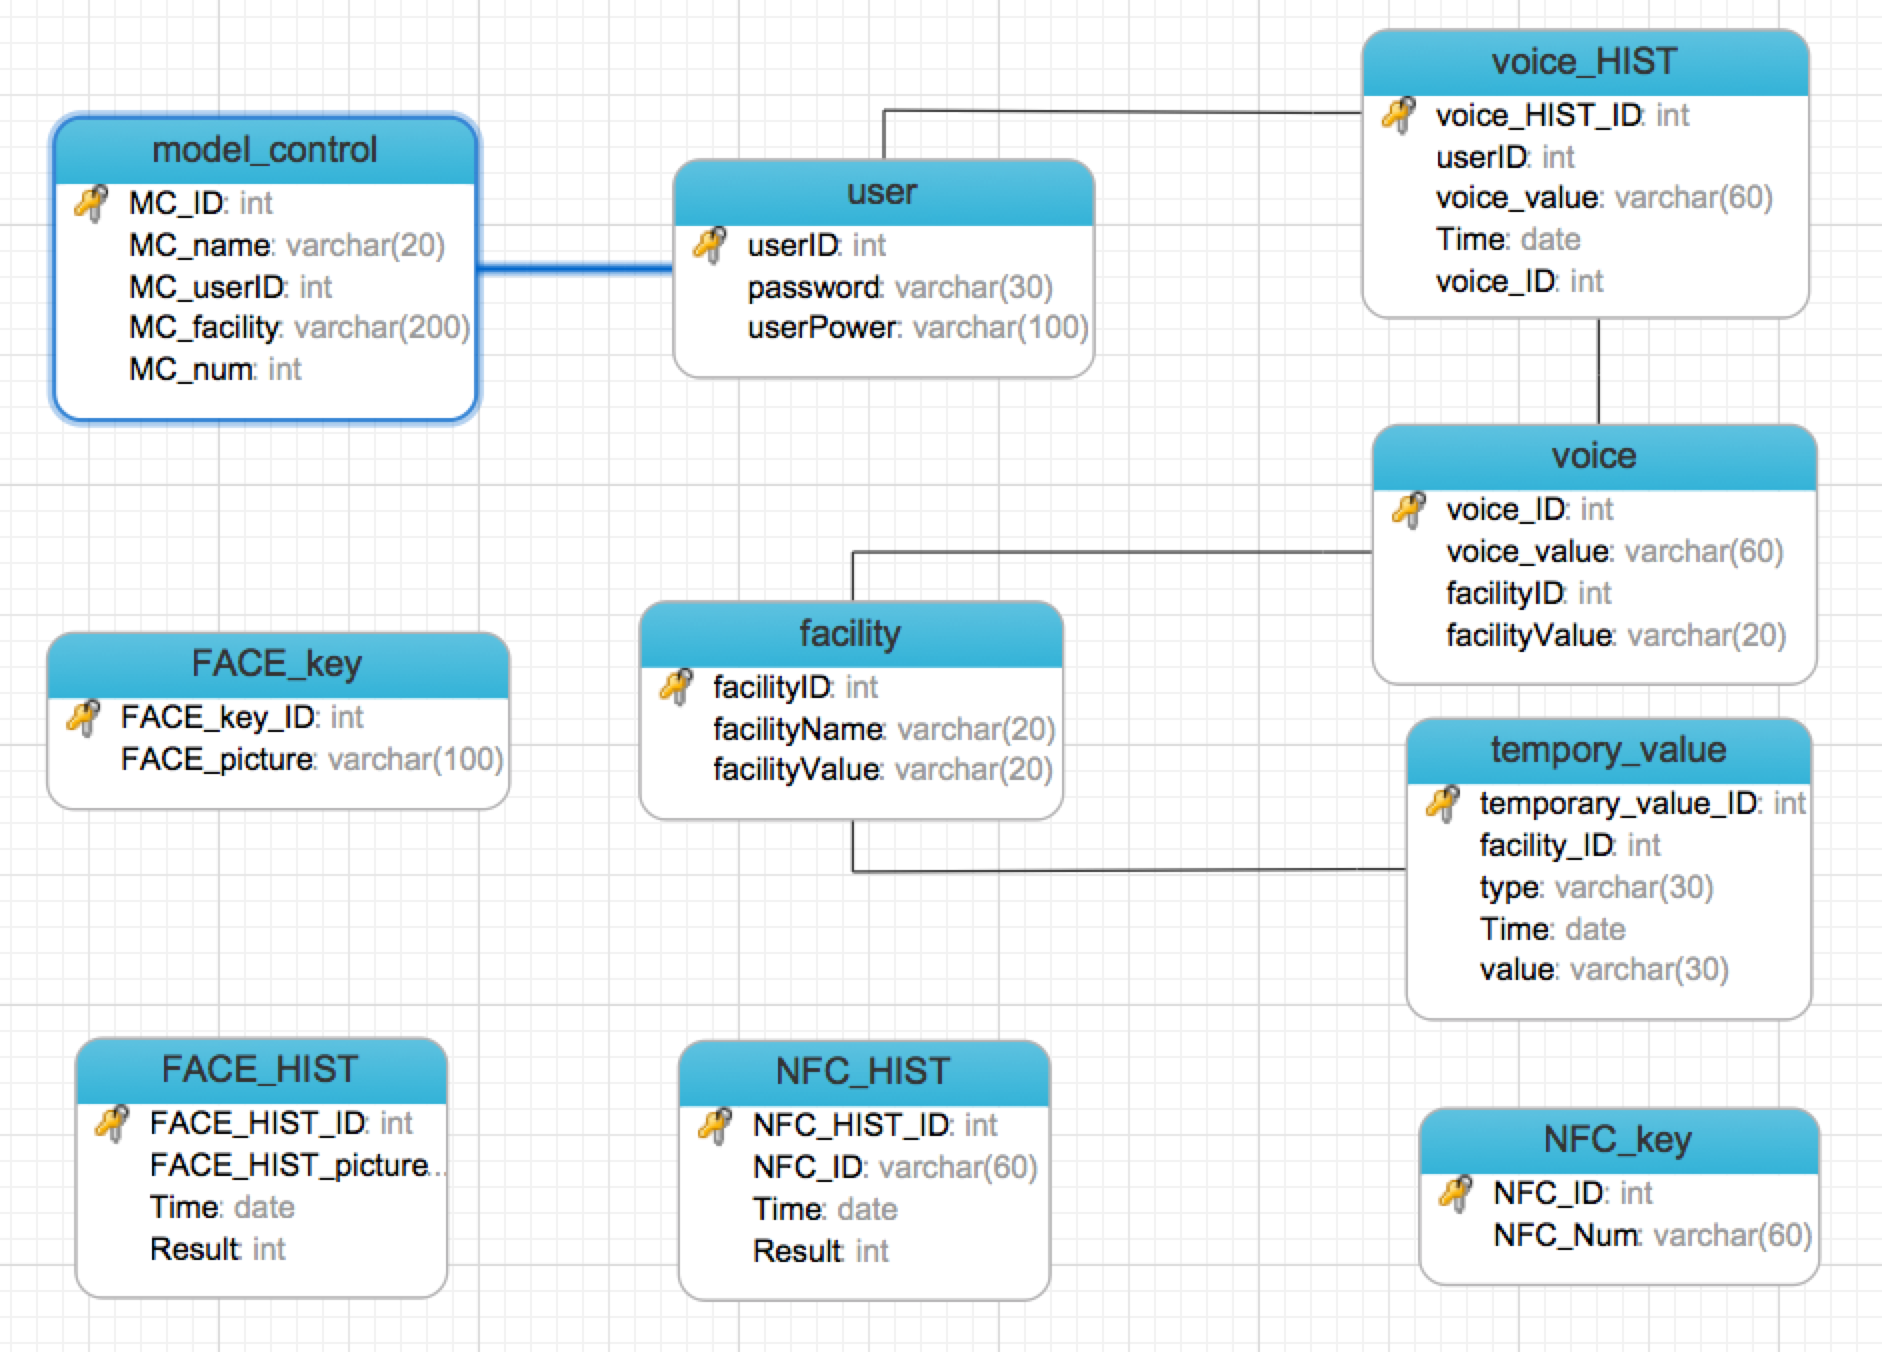 model_control
MC_ID: int
MC_name: varchar(20)
MC_userID: int
MC_facility: varchar(200)
MC_num: int
user
userID: int
password: varchar(30)
userPower: varchar(100)
voice_HIST
voice_HIST_ID: int
userID: int
voice_value: varchar(60)
Time: date
voice_ID: int
voice
voice_ID: int
voice_value: varchar(60)
facilityID: int
facilityValue: varchar(20)
FACE_key
FACE_key_ID: int
FACE_picture: varchar(100)
facility
facilityID: int
facilityName: varchar(20)
facilityValue: varchar(20)
tempory_value
temporary_value_ID: int
facility_ID: int
type: varchar(30)
Time: date
value: varchar(30)
FACE_HIST
FACE_HIST_ID: int
FACE_HIST_picture...
Time: date
Result: int
NFC_HIST
NFC_HIST_ID: int
NFC_ID: varchar(60)
Time: date
Result: int
NFC_key
NFC_ID: int
NFC_Num: varchar(60)